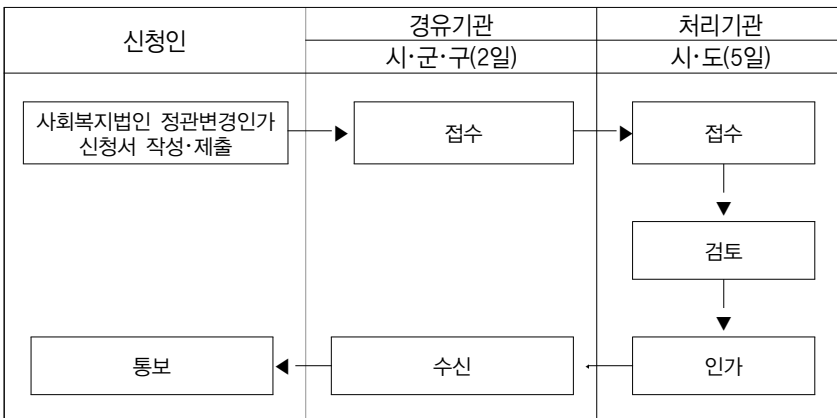 신청인
경유기관
처리기관
시·군·구(2일)
시·도(5일)
사회복지법인 정관변경인가
신청서 작성·제출
접수
접수
검토
통보
수신
인가